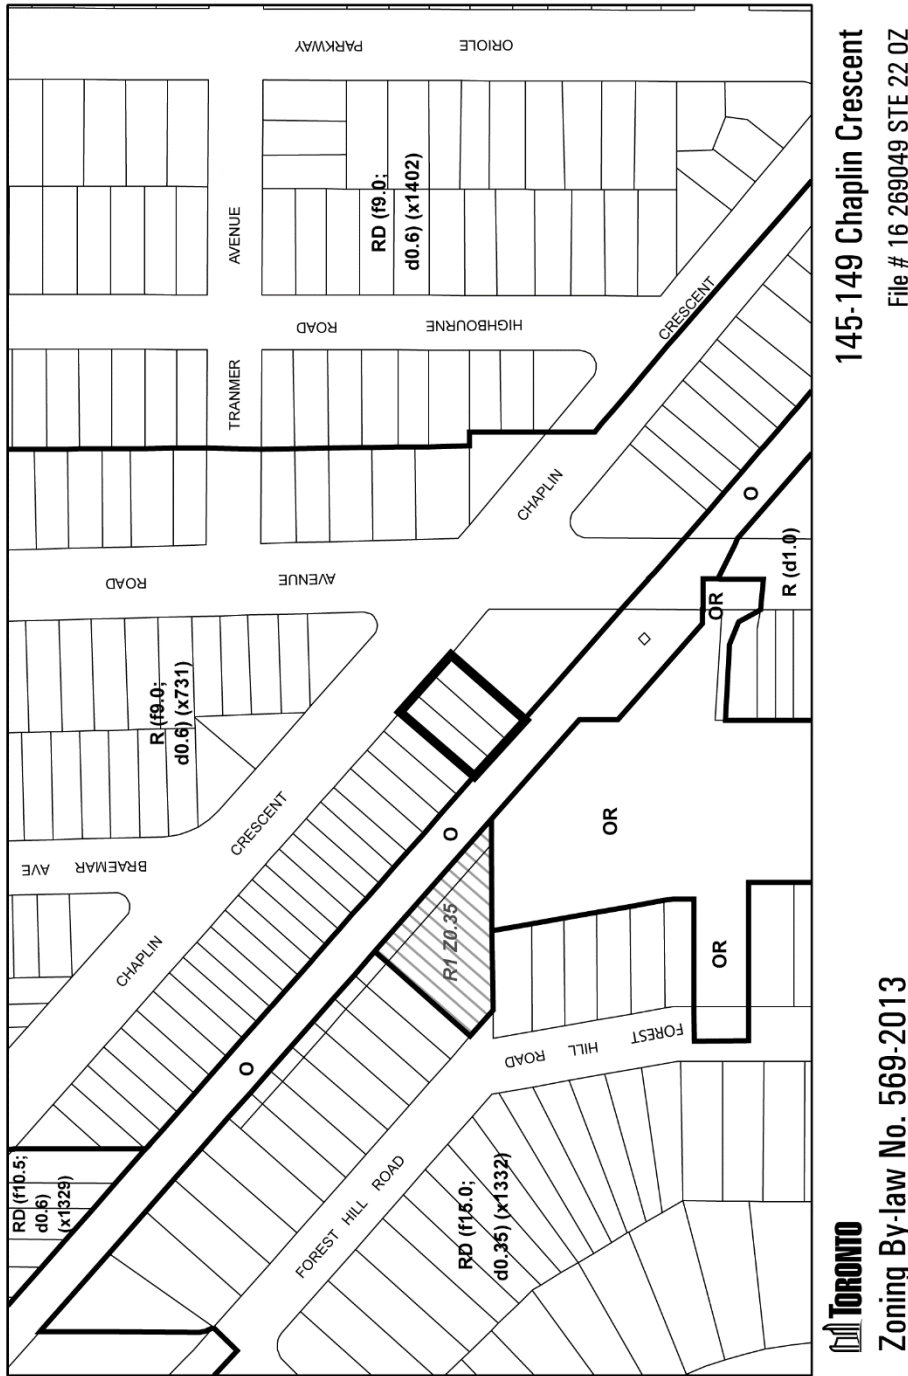 PARKWAY
ORIOLE
AVENUE
RD (f9.0;
d0.6) (x1402)
HIGHBOURNE
ROAD
CRESCENT
TRANMER
CHAPLIN
O
ROAD
AVENUE
R (d1.0)
OR
R (f9.0;
d0.6) (x731)
CRESCENT
O
OR
AVE
BRAEMAR
R1 Z0.35
CHAPLIN
OR
O
ROAD
HILL
FOREST
RD (f10.5;
d0.6)
(x1329)
FOREST HILL ROAD
RD (f15.0;
d0.35) (x1332)
TORONTO
Zoning By-law No. 569-2013
145-149 Chaplin Crescent
File # 16 269049 STE 22 OZ